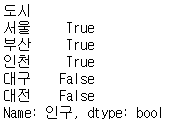 도시
서울 True
부산 True
인천 True
대구 False
대전 False
Name: 인구, dtype: bool